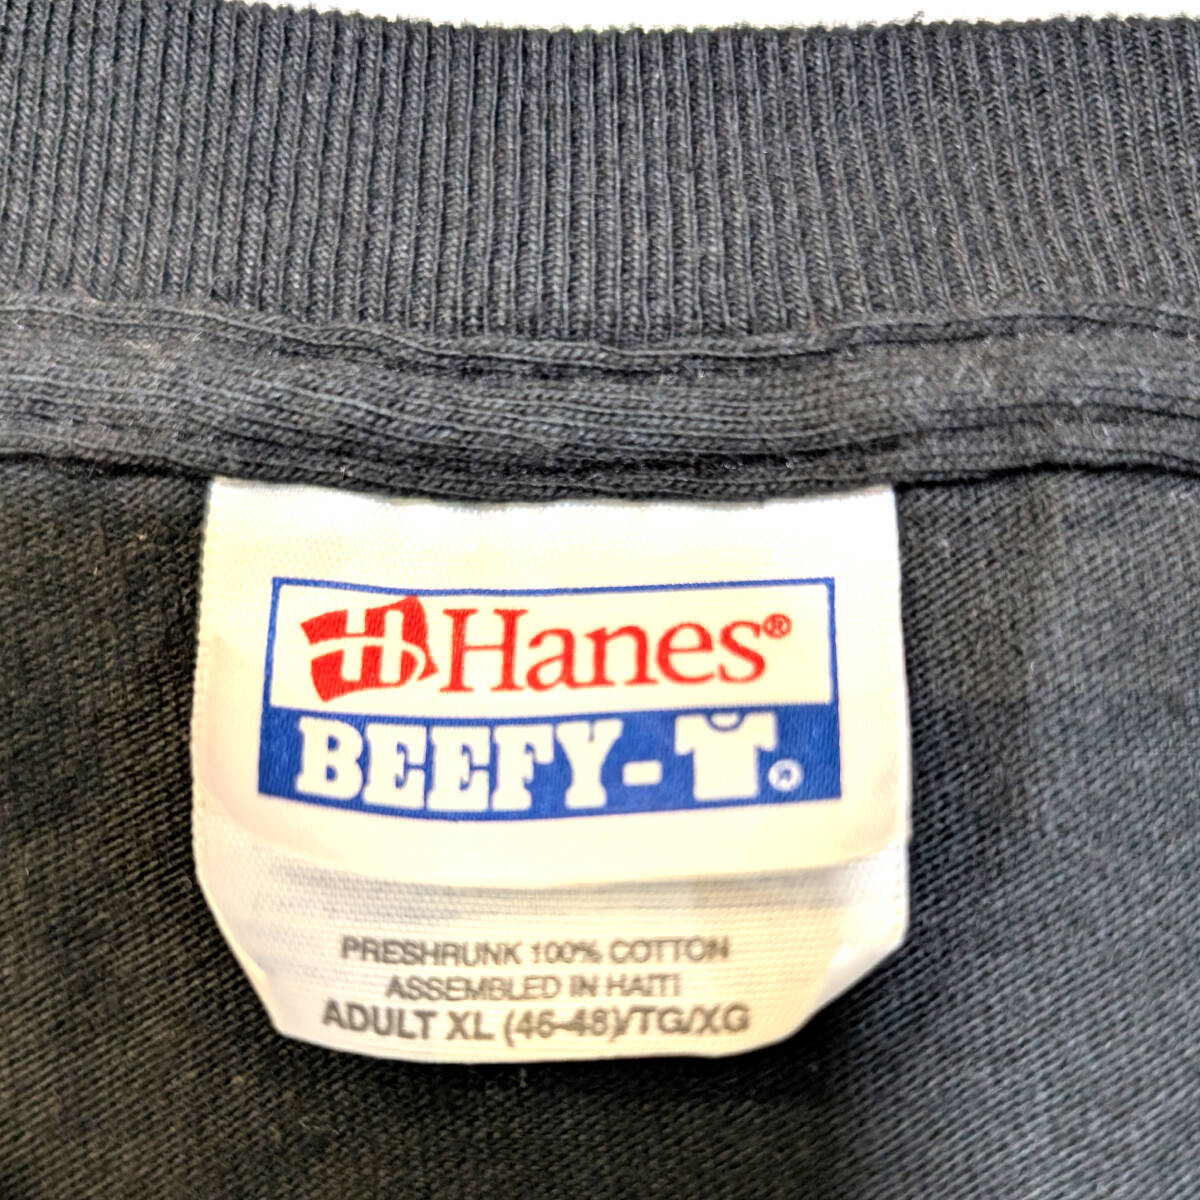 Hanes®
BEEFY-T®
PRESHRUNK 100% COTTON
ASSEMBLED IN HAITI
ADULT XL (46-48)/TG/XG